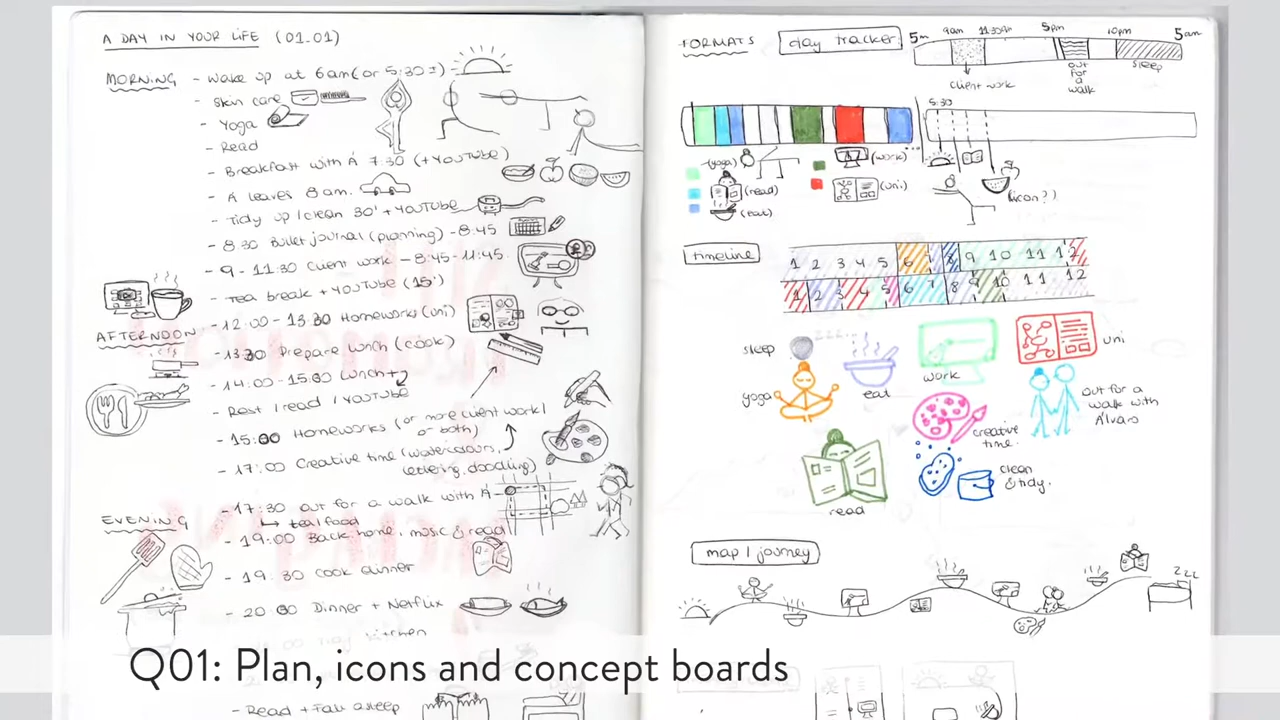 A DAY IN YOUR LIFE (01.01)
MORNING - wake up at 6am (or 5:30 ±)
- skin care
- Yoga
- Read
- Breakfast with Á 7:30 (+YouTube)
- Á leaves 8am.
- Tidy up / clean 30' + YOUTUBE
- 8:30 Bullet journal (planning) - 8:45
- 9 - 11:30 Client work - 8:45 - 11:45
- Tea break + YOUTUBE (15')
AFTERNOON - 12:00 - 13:30 Homeworks (uni)
- 13:30 Prepare lunch (cook)
- 14:00 - 15:00 Lunch +
- Rest / read / YOUTUBE
- 15:00 Homeworks (or more client work /
or both)
- 17:00 Creative time (watercolours,
lettering, doodling)
- 17:30 out for a walk with Á
↳ tea / food
EVENING - 19:00 Back home, music & read
- 19:30 Cook dinner
- 20:00 Dinner + Netflix
- Read + Fall asleep
FORMATS
day tracker
5am 9am 11:30am 5pm 10pm 5am
client work
out
for
a
walk
sleep
5:30
(yoga) (work)
(read) (uni)
(eat)
(icon??)
timeline
1 2 3 4 5 6 7 8 9 10 11 12
1 2 3 4 5 6 7 8 9 10 11 12
zzz...
sleep
eat
work
uni
yoga
creative
time.
out for a
walk with
Álvaro
clean
& tidy.
read
map / journey
zzz
Q01: Plan, icons and concept boards